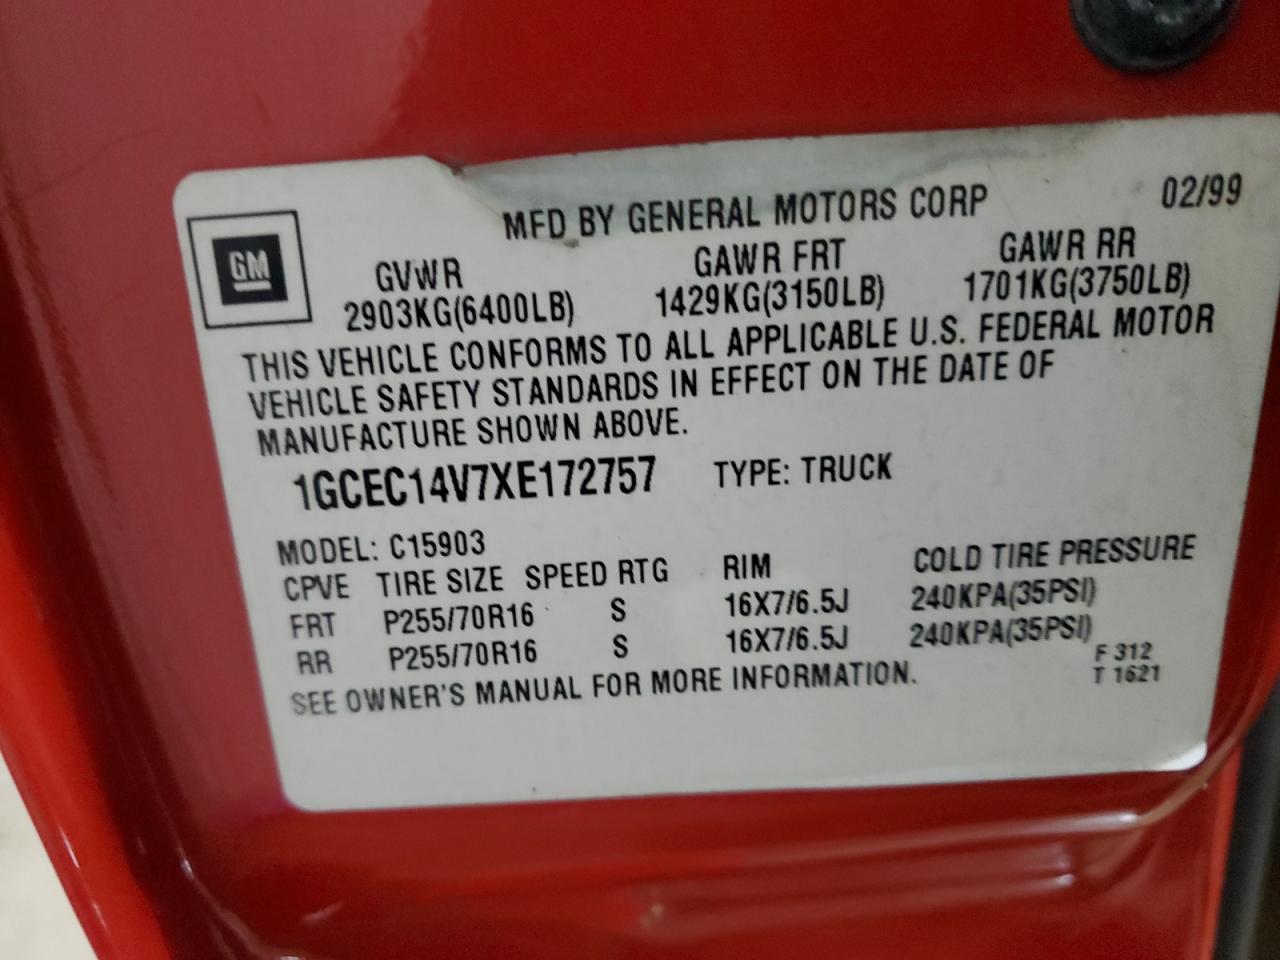 MFD BY GENERAL MOTORS CORP 02/99
GM
GVWR GAWR FRT GAWR RR
2903KG(6400LB) 1429KG(3150LB) 1701KG(3750LB)
THIS VEHICLE CONFORMS TO ALL APPLICABLE U.S. FEDERAL MOTOR
VEHICLE SAFETY STANDARDS IN EFFECT ON THE DATE OF
MANUFACTURE SHOWN ABOVE.
1GCEC14V7XE172757 TYPE: TRUCK
MODEL: C15903
CPVE TIRE SIZE SPEED RTG RIM COLD TIRE PRESSURE
FRT P255/70R16 S 16X7/6.5J 240KPA(35PSI)
RR P255/70R16 S 16X7/6.5J 240KPA(35PSI)
SEE OWNER'S MANUAL FOR MORE INFORMATION.
F 312
T 1621